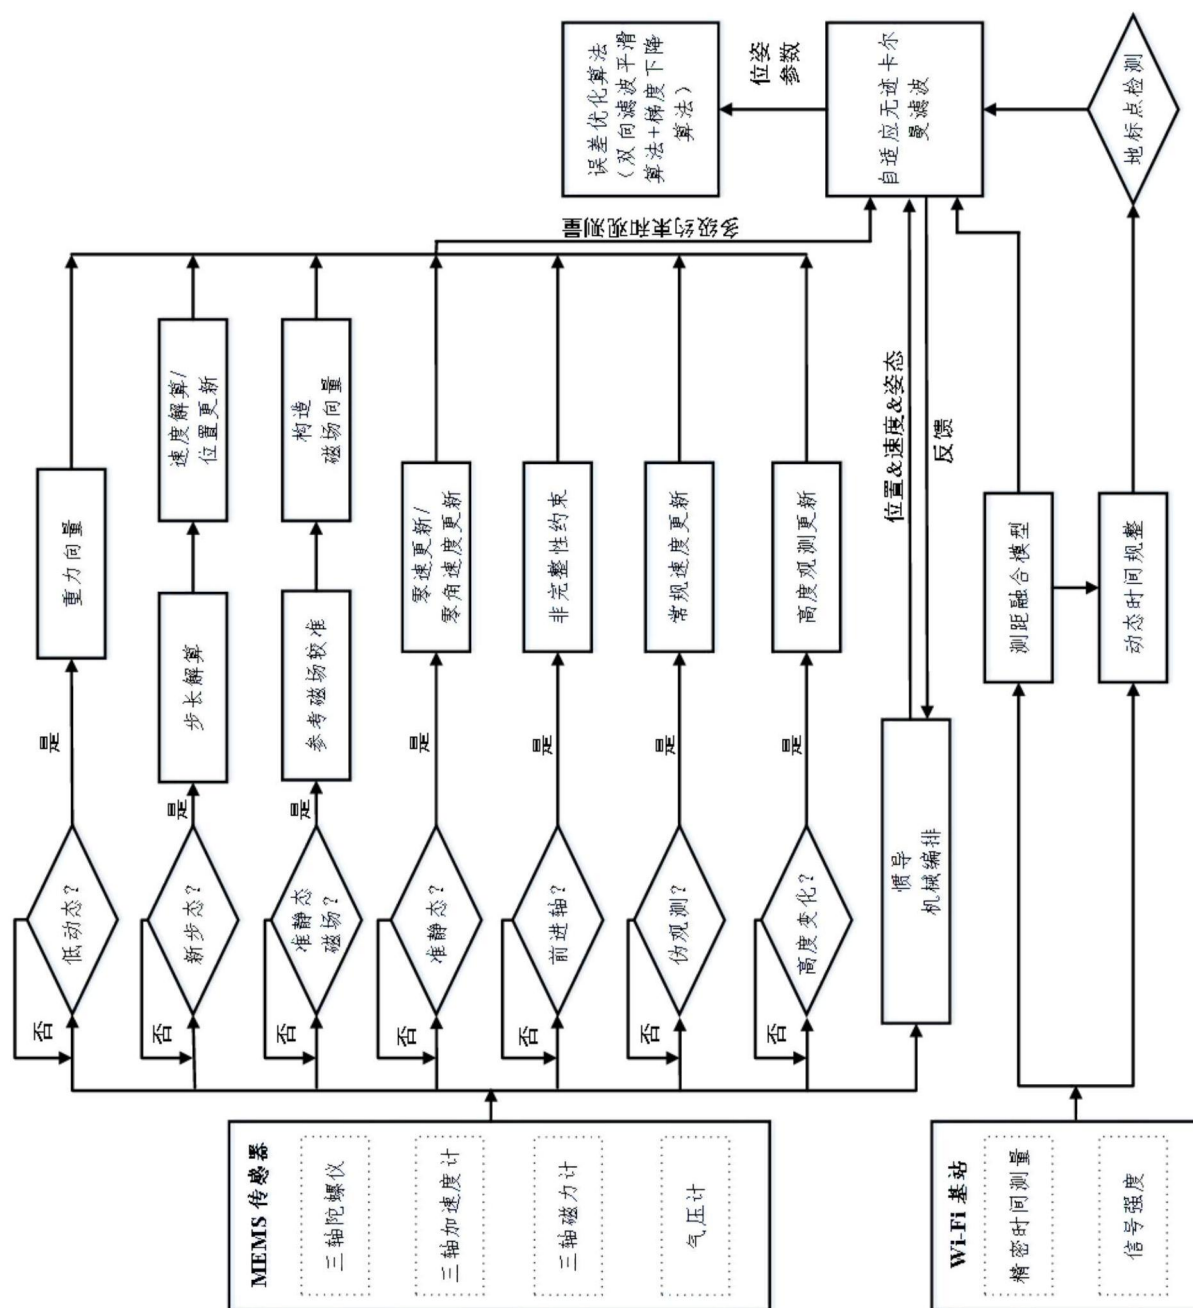 MEMS 传感器
三轴陀螺仪
三轴加速度计
三轴磁力计
气压计
Wi-Fi 基站
精密时间测量
信号强度
否
低动态？
是
重力向量
否
新步态？
是
步长解算
速度解算/
位置更新
否
准静态
磁场？
是
参考磁场较准
构造
磁场向量
否
准静态？
是
零速更新/
零角速度更新
否
前进轴？
是
非完整性约束
否
伪观测？
是
常规速度更新
否
高度变化？
是
高度观测更新
惯导
机械编排
位置&速度&姿态
反馈
多级约束和观测量
测距融合模型
动态时间规整
地标点检测
自适应无迹卡尔
曼滤波
位姿
参数
误差优化算法
（双向滤波平滑
算法+梯度下降
算法）